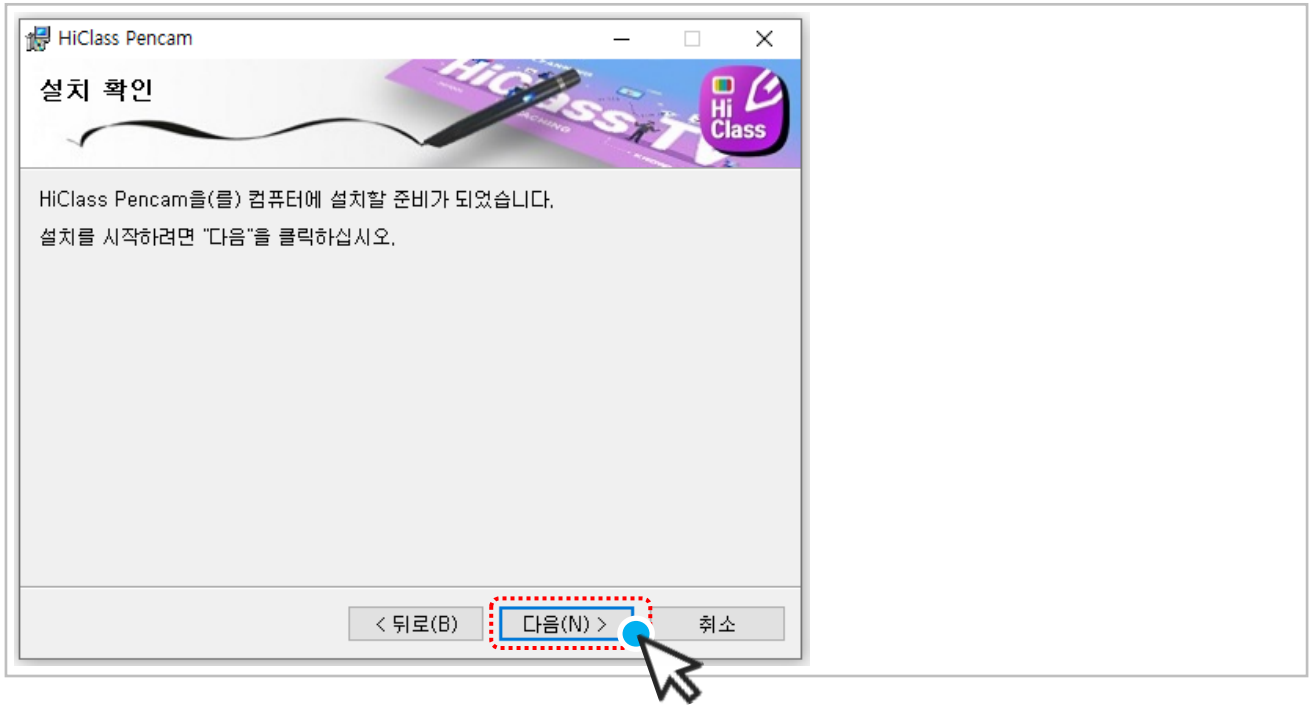 HiClass Pencam
설치 확인
HiClass TV
Hi
Class
HiClass Pencam을(를) 컴퓨터에 설치할 준비가 되었습니다.
설치를 시작하려면 "다음"을 클릭하십시오.
< 뒤로(B)
다음(N) >
취소